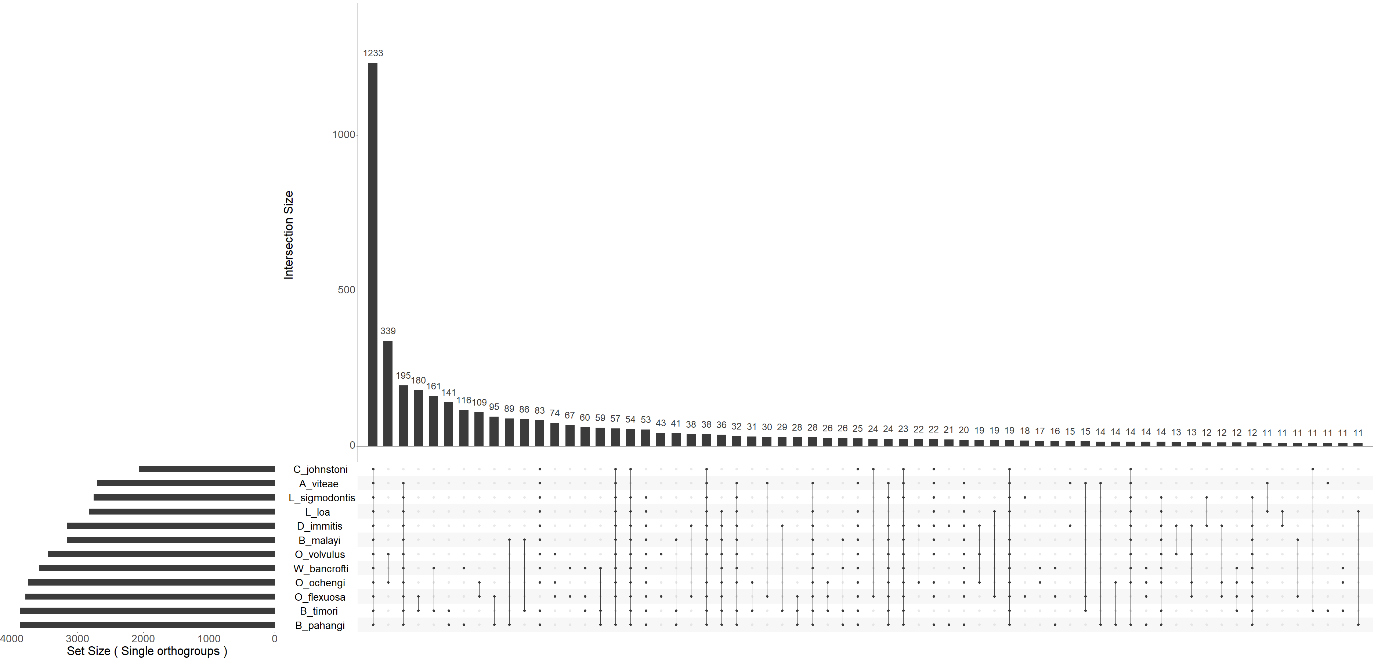 1233
1000
Intersection Size
500
339
195 180 161 141 118 109 95 89 88 83 74 67 60 59 57 54 53 43 41 38 38 36 32 31 30 29 28 28 26 26 25 24 24 23 22 22 21 20 19 19 19 18 17 16 15 15 14 14 14 14 13 13 12 12 12 12 11 11 11 11 11 11 11
0
C_johnstoni
A_viteae
L_sigmodontis
L_loa
D_immitis
B_malayi
O_volvulus
W_bancrofti
O_ochengi
O_flexuosa
B_timori
B_pahangi
4000 3000 2000 1000 0
Set Size ( Single orthogroups )